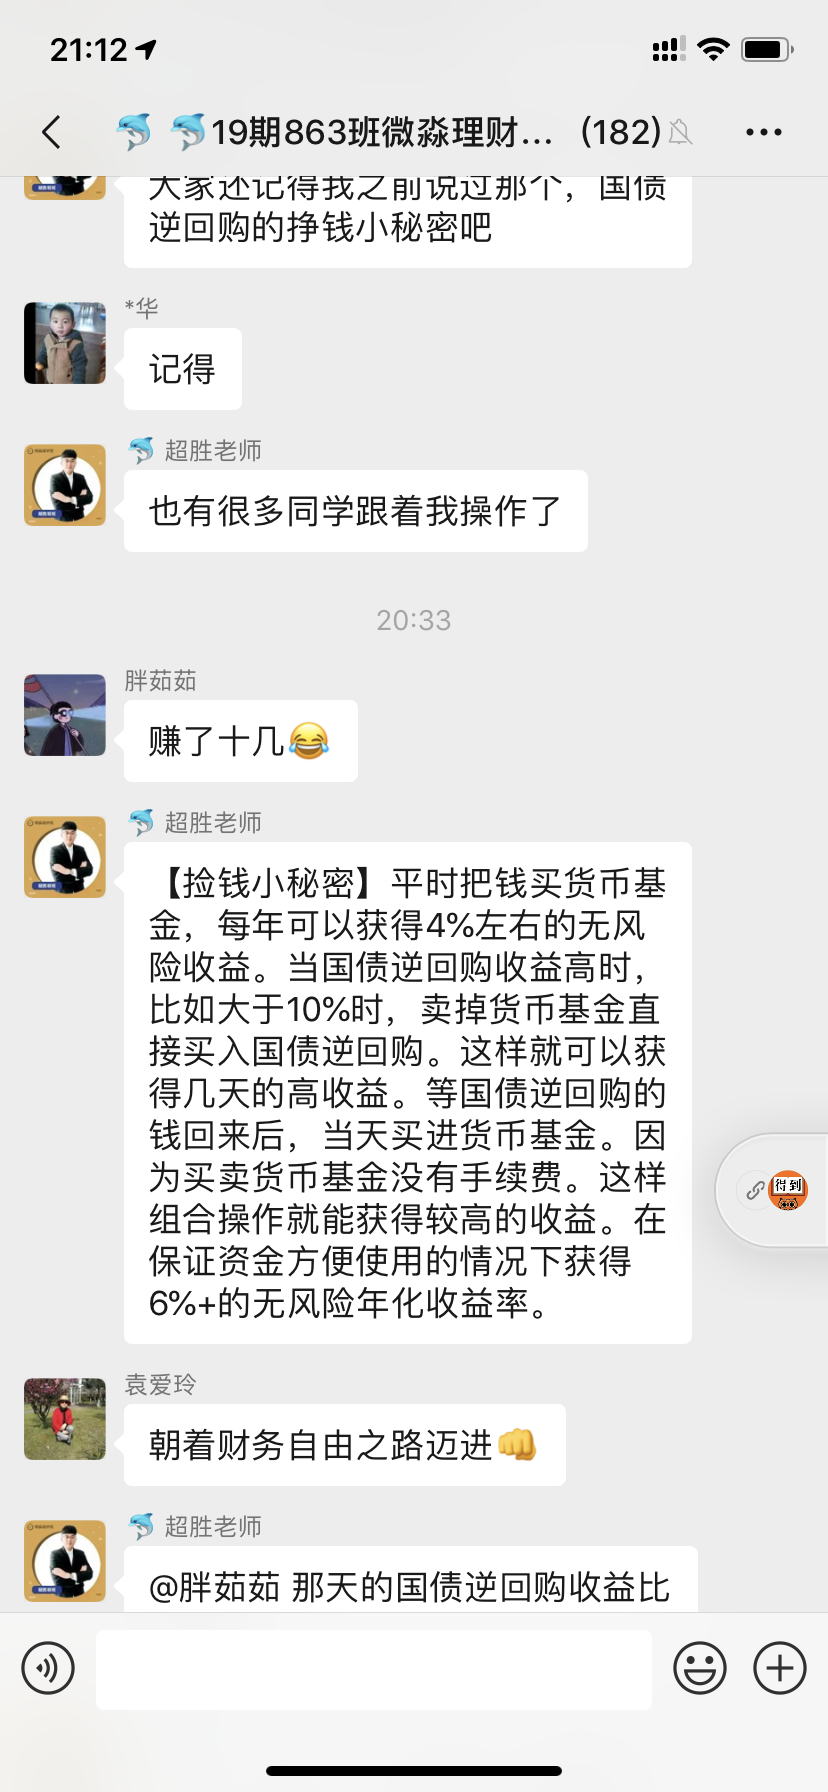 21:12
19期863班微淼理财... (182)
大家还记得我之前说过那个，国债
逆回购的挣钱小秘密吧
*华
记得
超胜老师
也有很多同学跟着我操作了
20:33
胖茹茹
赚了十几😂
超胜老师
【捡钱小秘密】平时把钱买货币基
金，每年可以获得4%左右的无风
险收益。当国债逆回购收益高时，
比如大于10%时，卖掉货币基金直
接买入国债逆回购。这样就可以获
得几天的高收益。等国债逆回购的
钱回来后，当天买进货币基金。因
为买卖货币基金没有手续费。这样
组合操作就能获得较高的收益。在
保证资金方便使用的情况下获得
6%+的无风险年化收益率。
得到
袁爱玲
朝着财务自由之路迈进👊
超胜老师
@胖茹茹 那天的国债逆回购收益比